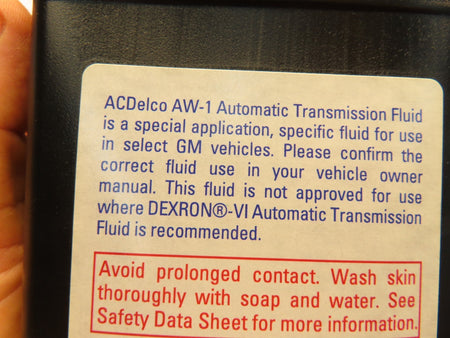 ACDelco AW-1 Automatic Transmission Fluid
is a special application, specific fluid for use
in select GM vehicles. Please confirm the
correct fluid use in your vehicle owner
manual. This fluid is not approved for use
where DEXRON®-VI Automatic Transmission
Fluid is recommended.
Avoid prolonged contact. Wash skin
thoroughly with soap and water. See
Safety Data Sheet for more information.